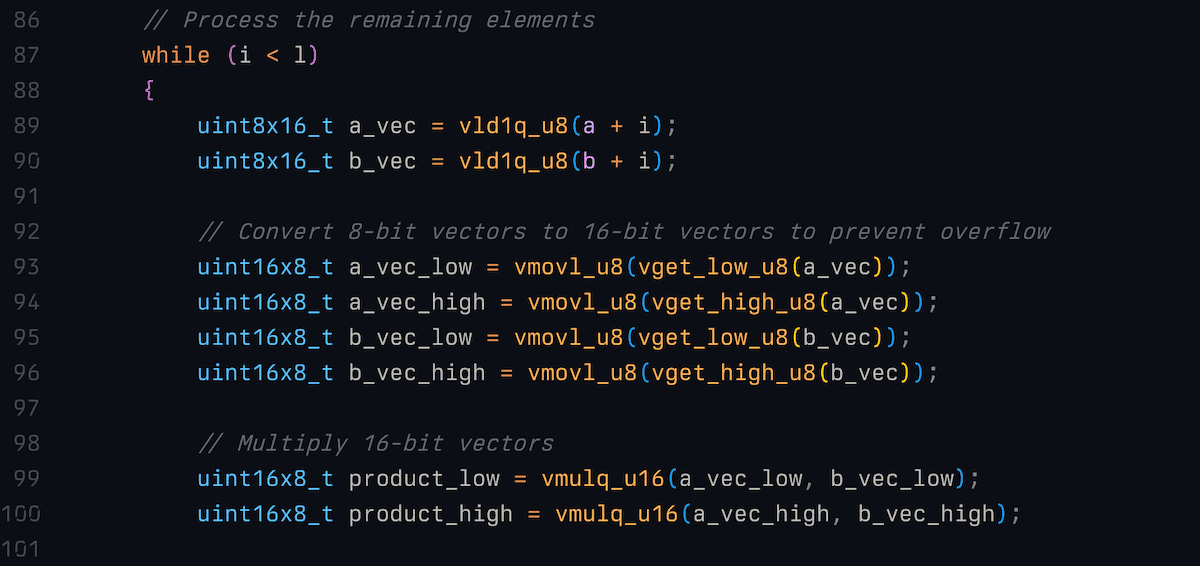 86 // Process the remaining elements
87 while (i < l)
88 {
89 uint8x16_t a_vec = vld1q_u8(a + i);
90 uint8x16_t b_vec = vld1q_u8(b + i);
91
92 // Convert 8-bit vectors to 16-bit vectors to prevent overflow
93 uint16x8_t a_vec_low = vmovl_u8(vget_low_u8(a_vec));
94 uint16x8_t a_vec_high = vmovl_u8(vget_high_u8(a_vec));
95 uint16x8_t b_vec_low = vmovl_u8(vget_low_u8(b_vec));
96 uint16x8_t b_vec_high = vmovl_u8(vget_high_u8(b_vec));
97
98 // Multiply 16-bit vectors
99 uint16x8_t product_low = vmulq_u16(a_vec_low, b_vec_low);
100 uint16x8_t product_high = vmulq_u16(a_vec_high, b_vec_high);
101